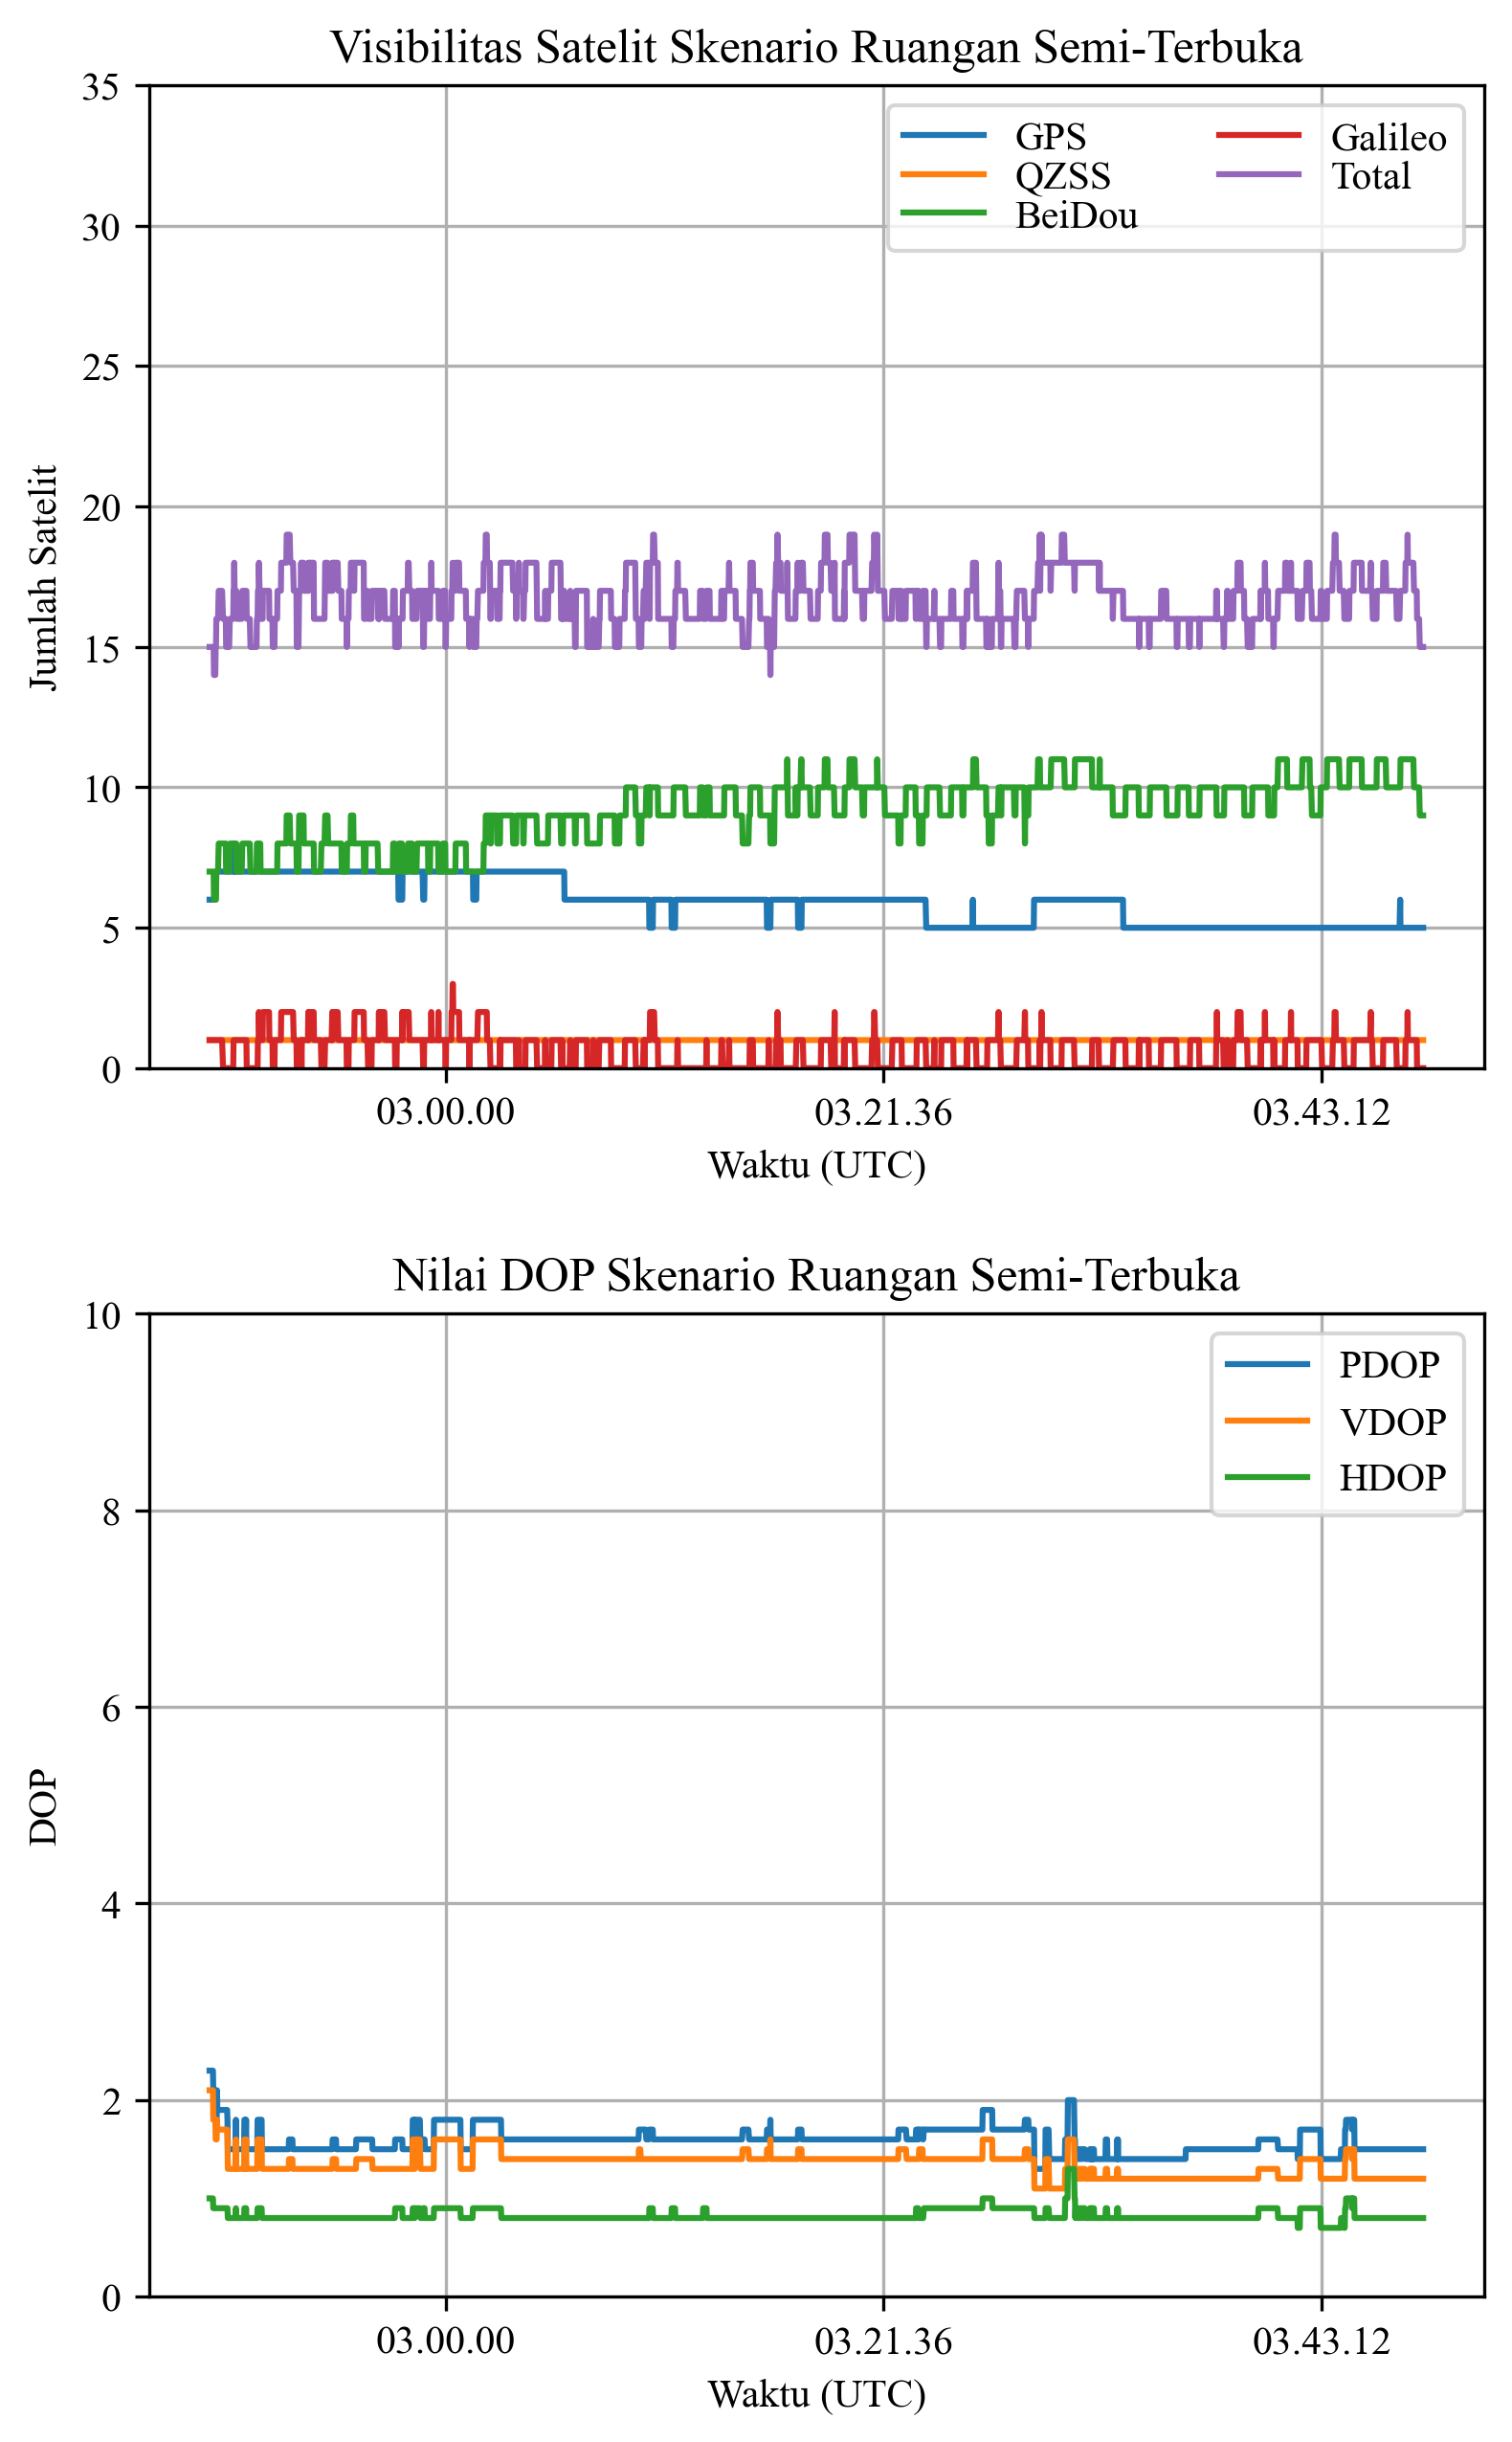 Visibilitas Satelit Skenario Ruangan Semi-Terbuka
35
30
25
20
15
10
5
0
Jumlah Satelit
GPS
QZSS
BeiDou
Galileo
Total
03.00.00
03.21.36
03.43.12
Waktu (UTC)
Nilai DOP Skenario Ruangan Semi-Terbuka
10
8
6
4
2
0
DOP
PDOP
VDOP
HDOP
03.00.00
03.21.36
03.43.12
Waktu (UTC)